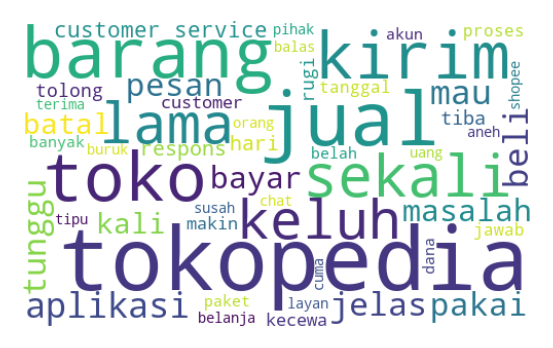 customer service
pihak
akun
proses
barang
balas
kirim
shopee
tolong
pesan
rugi
tanggal
mau
terima
customer
jual
batal
lama
orang
tiba
aneh
beli
banyak
buruk
respons
hari
belah
uang
toko
bayar
sekali
tunggu
chat
tipu
kali
susah
makin
keluh
masalah
jawab
tokopedia
dana
cuma
aplikasi
paket
layan
jelas
pakai
belanja
kecewa